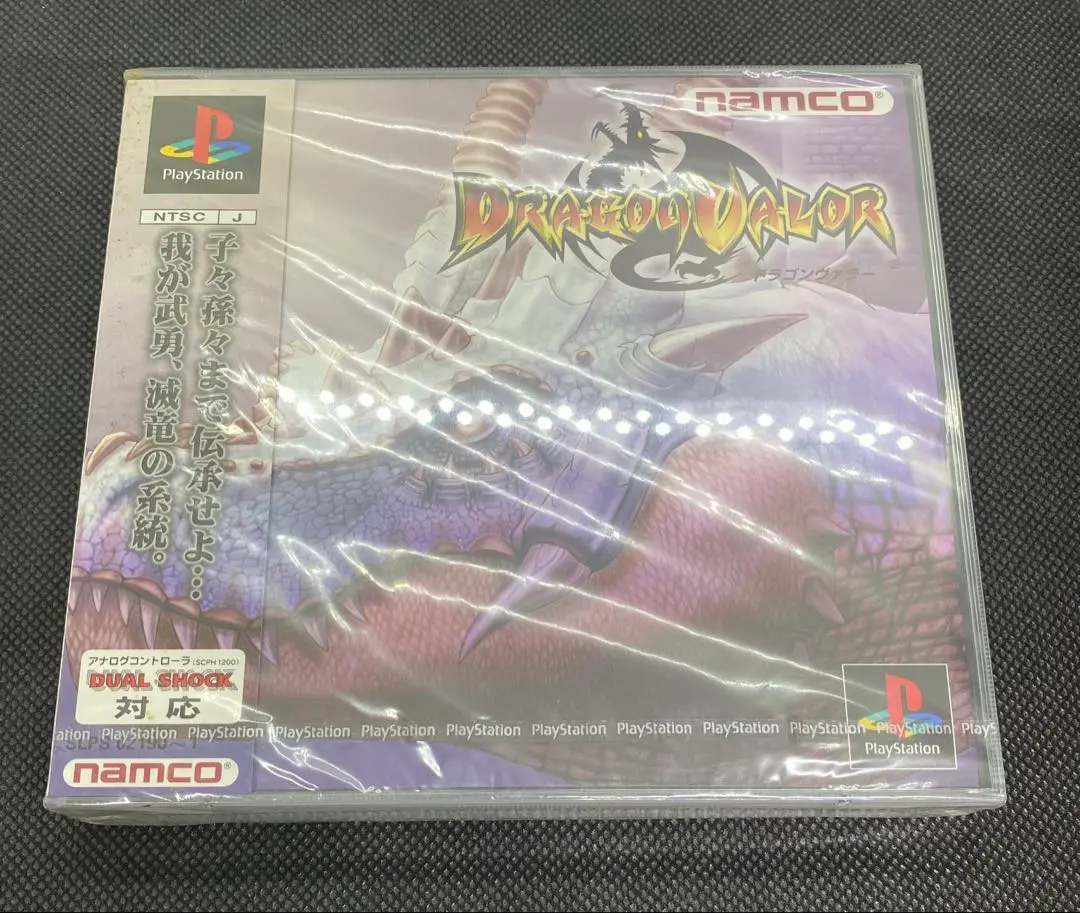 PlayStation
NTSC J
子々孫々まで伝承せよ…
我が武勇、滅竜の系統。
アナログコントローラ(SCPH 1200)
DUAL SHOCK
対応
namco®
namco®
DRAGON VALOR
ドラゴンヴァラー
PlayStation
ation PlayStation PlayStation PlayStation PlayStation PlayStation PlayStation PlayStation PlayStation PlayStation PlayS